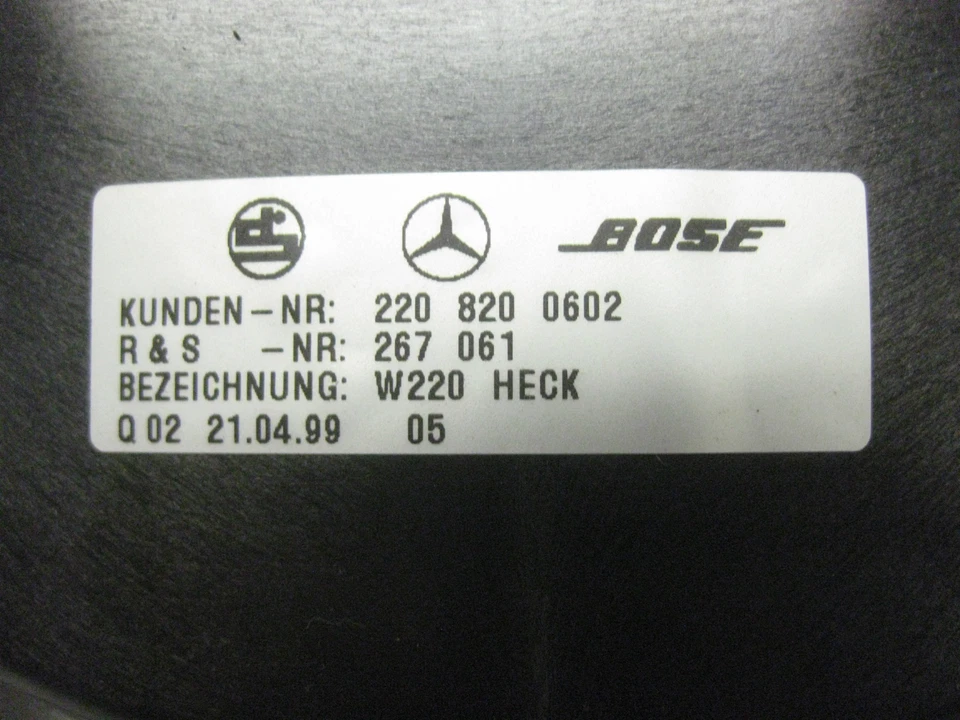 BOSE
KUNDEN-NR: 220 820 0602
R & S -NR: 267 061
BEZEICHNUNG: W220 HECK
Q 02 21.04.99 05